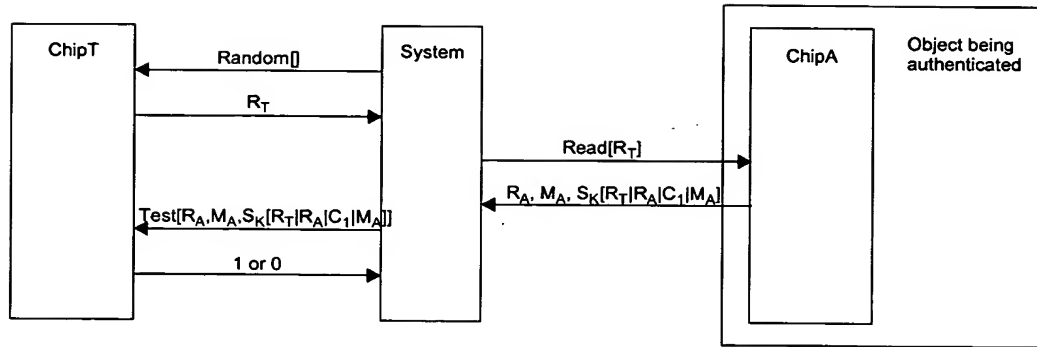 ChipT
System
ChipA
Object being
authenticated
Random[]
R_T
Read[R_T]
R_A, M_A, S_K[R_T|R_A|C_1|M_A]
Test[R_A,M_A,S_K[R_T|R_A|C_1|M_A]]
1 or 0